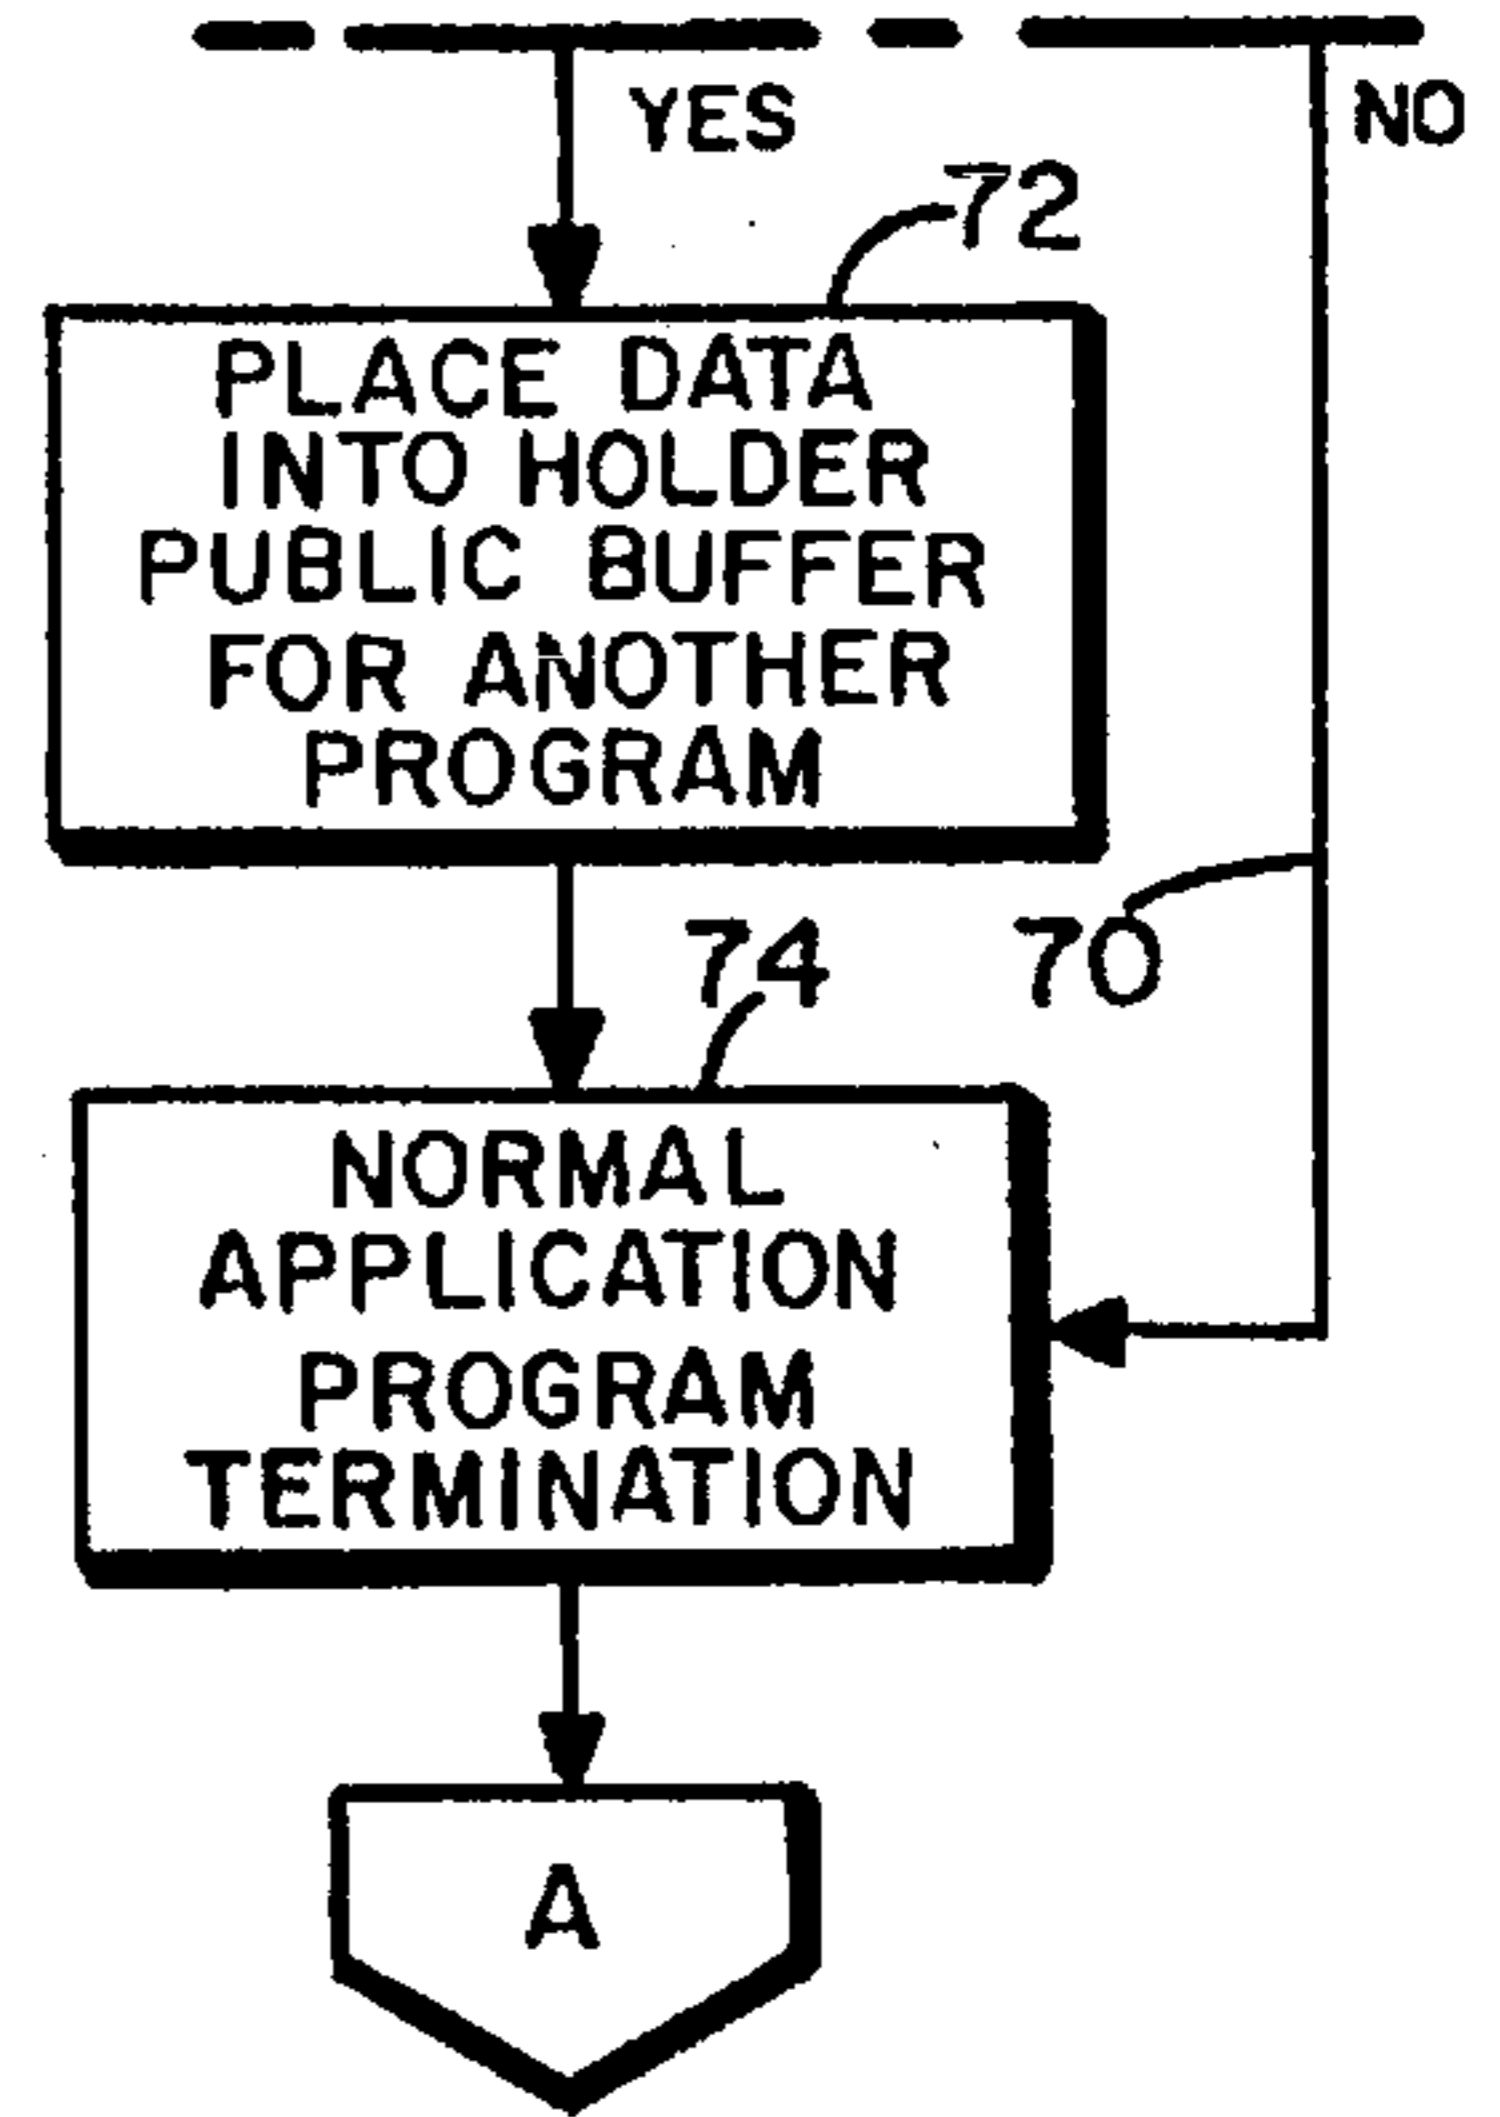 YES
NO
72
PLACE DATA
INTO HOLDER
PUBLIC BUFFER
FOR ANOTHER
PROGRAM
74
70
NORMAL
APPLICATION
PROGRAM
TERMINATION
A